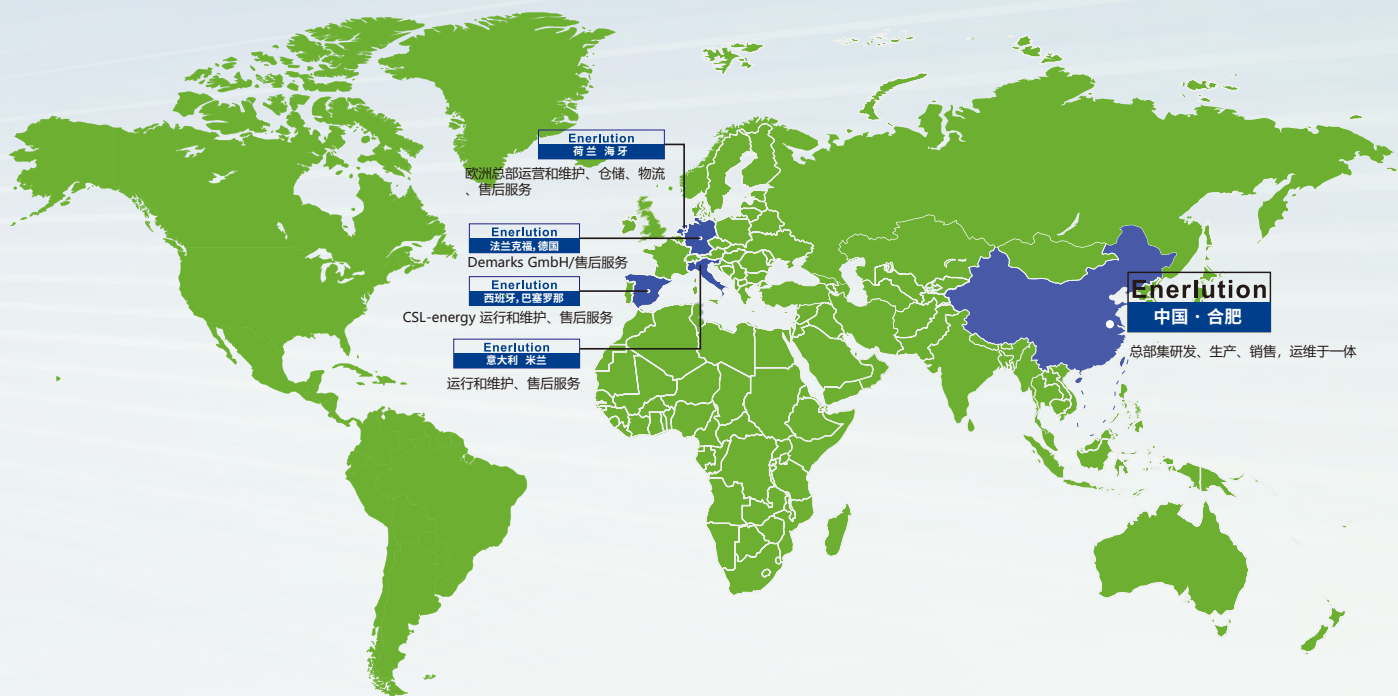 Enerlution
荷兰 海牙
欧洲总部运营和维护、仓储、物流
、售后服务
Enerlution
法兰克福,德国
Demarks GmbH/售后服务
Enerlution
西班牙,巴塞罗那
CSL-energy 运行和维护、售后服务
Enerlution
意大利 米兰
运行和维护、售后服务
Enerlution
中国·合肥
总部集研发、生产、销售，运维于一体